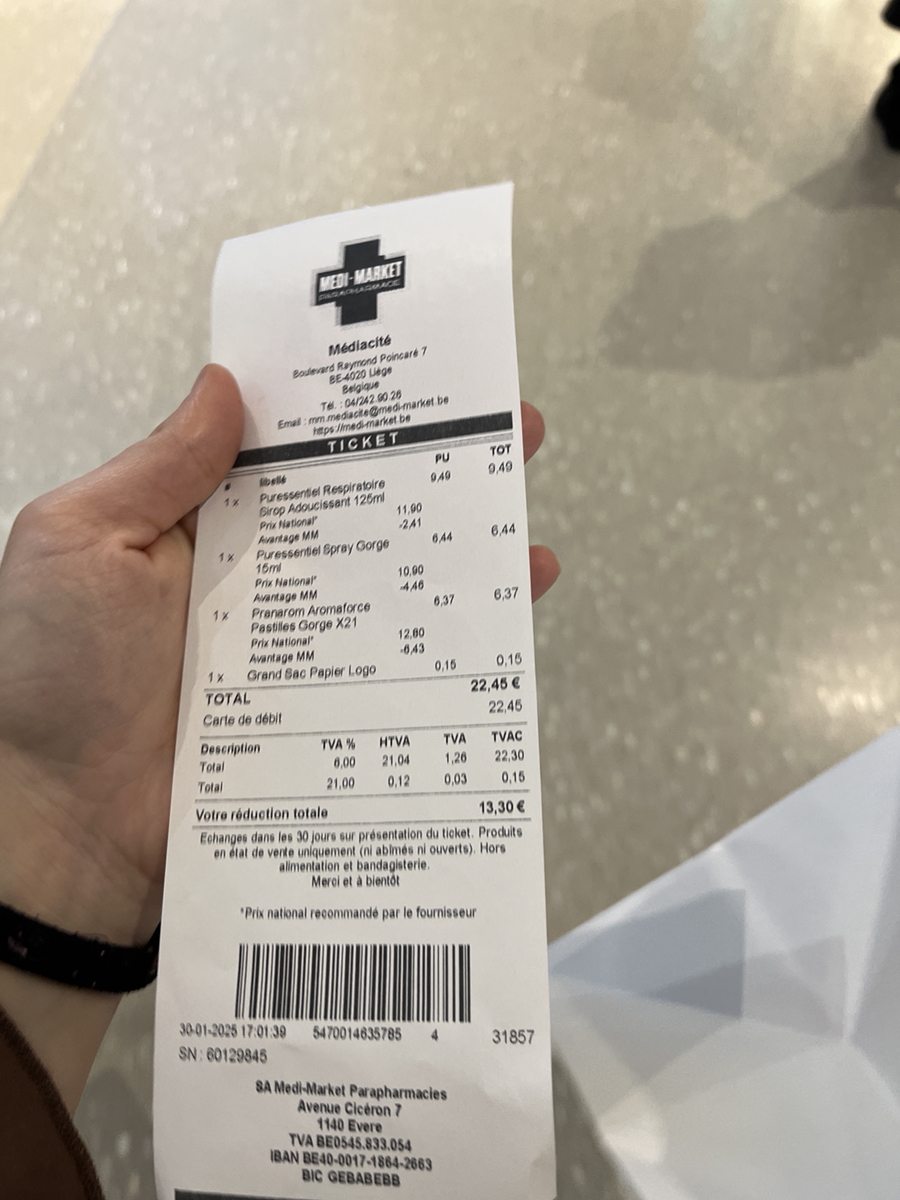 MEDI-MARKET
PARAPHARMACIE
Médiacité
Boulevard Raymond Poincaré 7
BE-4020 Liège
Belgique
Tél. : 04/242.90.26
Email : mm.mediacite@medi-market.be
https://medi-market.be
TICKET
# libellé PU TOT
1 x Puressentiel Respiratoire 9,49 9,49
Sirop Adoucissant 125ml
Prix National* 11,90
Avantage MM -2,41
1 x Puressentiel Spray Gorge 6,44 6,44
15ml
Prix National* 10,90
Avantage MM -4,46
1 x Pranarom Aromaforce 6,37 6,37
Pastilles Gorge X21
Prix National* 12,80
Avantage MM -6,43
1 x Grand Sac Papier Logo 0,15 0,15
TOTAL 22,45 €
Carte de débit 22,45
Description TVA % HTVA TVA TVAC
Total 6,00 21,04 1,26 22,30
Total 21,00 0,12 0,03 0,15
Votre réduction totale 13,30 €
Echanges dans les 30 jours sur présentation du ticket. Produits
en état de vente uniquement (ni abîmés ni ouverts). Hors
alimentation et bandagisterie.
Merci et à bientôt
*Prix national recommandé par le fournisseur
30-01-2025 17:01:39 5470014635785 4 31857
SN : 60129845
SA Medi-Market Parapharmacies
Avenue Cicéron 7
1140 Evere
TVA BE0545.833.054
IBAN BE40-0017-1864-2663
BIC GEBABEBB